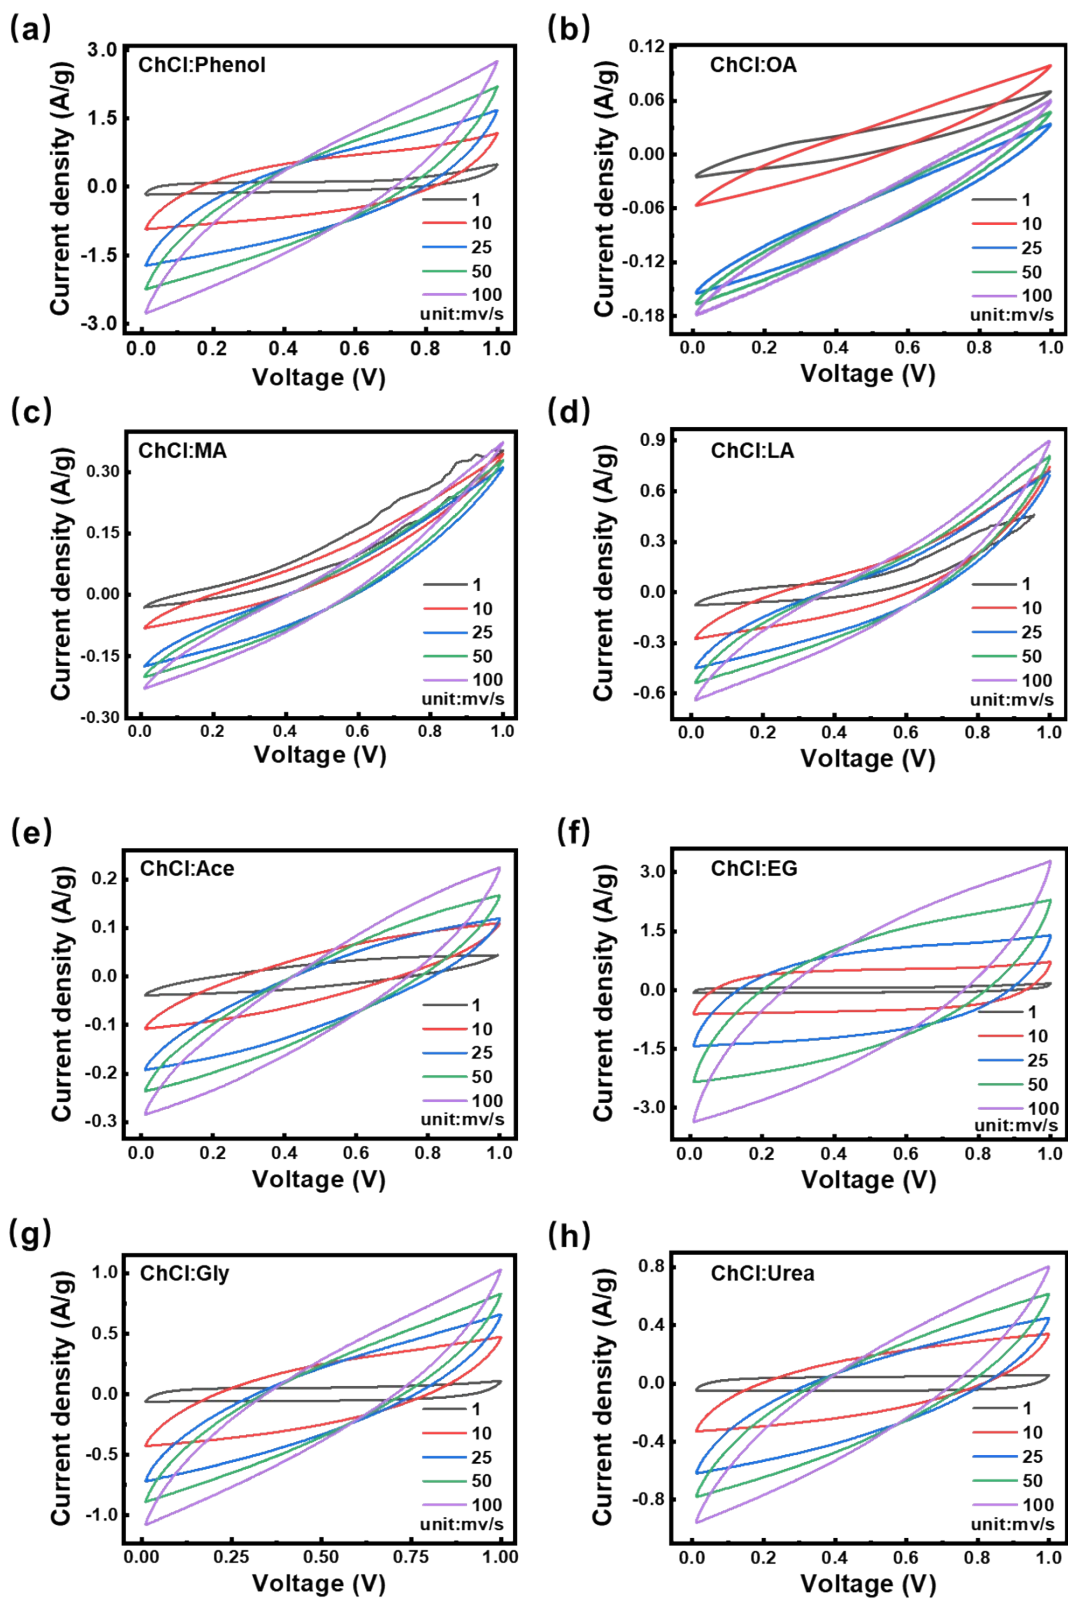 (a)
ChCl:Phenol
Current density (A/g)
3.0
1.5
0.0
-1.5
-3.0
1
10
25
50
100
unit:mv/s
0.0 0.2 0.4 0.6 0.8 1.0
Voltage (V)
(b)
ChCl:OA
Current density (A/g)
0.12
0.06
0.00
-0.06
-0.12
-0.18
1
10
25
50
100
unit:mv/s
0.0 0.2 0.4 0.6 0.8 1.0
Voltage (V)
(c)
ChCl:MA
Current density (A/g)
0.30
0.15
0.00
-0.15
-0.30
1
10
25
50
100
unit:mv/s
0.0 0.2 0.4 0.6 0.8 1.0
Voltage (V)
(d)
ChCl:LA
Current density (A/g)
0.9
0.6
0.3
0.0
-0.3
-0.6
1
10
25
50
100
unit:mv/s
0.0 0.2 0.4 0.6 0.8 1.0
Voltage (V)
(e)
ChCl:Ace
Current density (A/g)
0.2
0.1
0.0
-0.1
-0.2
-0.3
1
10
25
50
100
unit:mv/s
0.0 0.2 0.4 0.6 0.8 1.0
Voltage (V)
(f)
ChCl:EG
Current density (A/g)
3.0
1.5
0.0
-1.5
-3.0
1
10
25
50
100
unit:mv/s
0.0 0.2 0.4 0.6 0.8 1.0
Voltage (V)
(g)
ChCl:Gly
Current density (A/g)
1.0
0.5
0.0
-0.5
-1.0
1
10
25
50
100
unit:mv/s
0.00 0.25 0.50 0.75 1.00
Voltage (V)
(h)
ChCl:Urea
Current density (A/g)
0.8
0.4
0.0
-0.4
-0.8
1
10
25
50
100
unit:mv/s
0.0 0.2 0.4 0.6 0.8 1.0
Voltage (V)